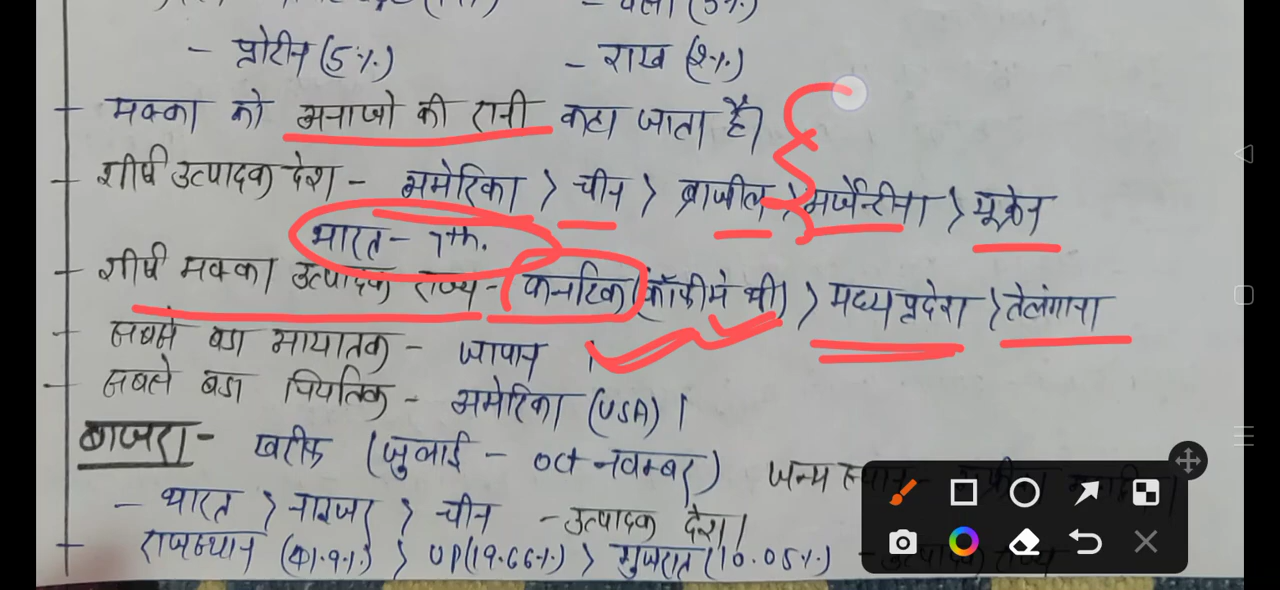 - प्रोटीन (5%) - राख (2%)
- मक्का को अनाजो की रानी कहा जाता है।
- शीर्ष उत्पादक देश - अमेरिका > चीन > ब्राजील > अर्जेन्टीना > यूक्रेन
भारत - 7th.
- शीर्ष मक्का उत्पादक राज्य - कर्नाटक (कॉफी मे भी) > मध्यप्रदेश > तेलंगाना
- सबसे बडा आयातक - जापान ।
- सबसे बडा निर्यातक - अमेरिका (USA) ।
बाजरा - खरीफ (जुलाई - oct नवम्बर) जन्म स्थान -
- भारत > नाइजर > चीन - उत्पादक देश।
- राजस्थान (41.9%) > UP (19.66%) > गुजरात (10.05%)